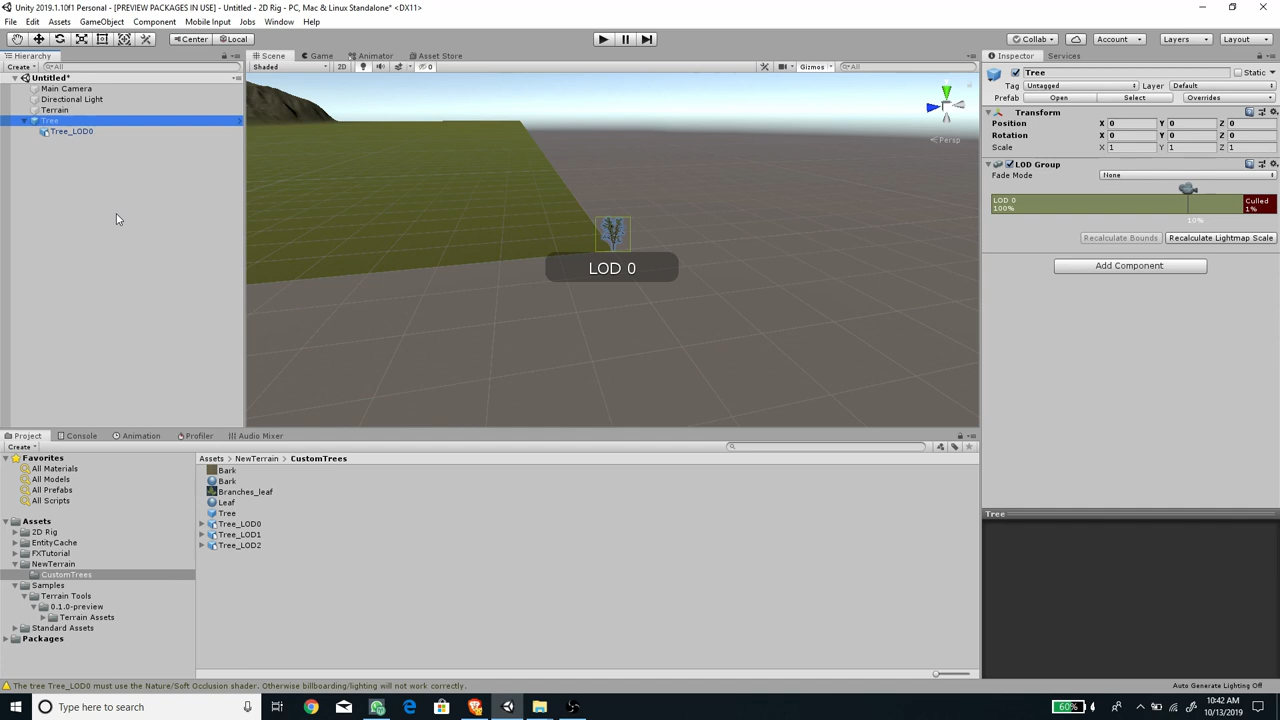 Unity 2019.1.10f1 Personal - [PREVIEW PACKAGES IN USE] - Untitled - 2D Rig - PC, Mac & Linux Standalone* <DX11>
File Edit Assets GameObject Component Mobile Input Jobs Window Help
Center Local Collab Account Layers Layout
Hierarchy Scene Game Animator Asset Store Inspector Services
Create All Shaded 2D 0 Gizmos All Tree Static
Untitled*
Main Camera
Directional Light
Terrain
Tree
Tree_LOD0
Persp
LOD 0
Tag Untagged Layer Default
Prefab Open Select Overrides
Transform
Position X 0 Y 0 Z 0
Rotation X 0 Y 0 Z 0
Scale X 1 Y 1 Z 1
LOD Group
Fade Mode None
LOD 0
100%
Culled
1%
10%
Recalculate Bounds Recalculate Lightmap Scale
Add Component
Tree
Project Console Animation Profiler Audio Mixer
Create
Favorites
All Materials
All Models
All Prefabs
All Scripts
Assets
2D Rig
EntityCache
FXTutorial
NewTerrain
CustomTrees
Samples
Terrain Tools
0.1.0-preview
Terrain Assets
Standard Assets
Packages
Assets NewTerrain CustomTrees
Bark
Bark
Branches_leaf
Leaf
Tree
Tree_LOD0
Tree_LOD1
Tree_LOD2
The tree Tree_LOD0 must use the Nature/Soft Occlusion shader. Otherwise billboarding/lighting will not work correctly.
Auto Generate Lighting Off
Type here to search
60%
10:42 AM
10/13/2019